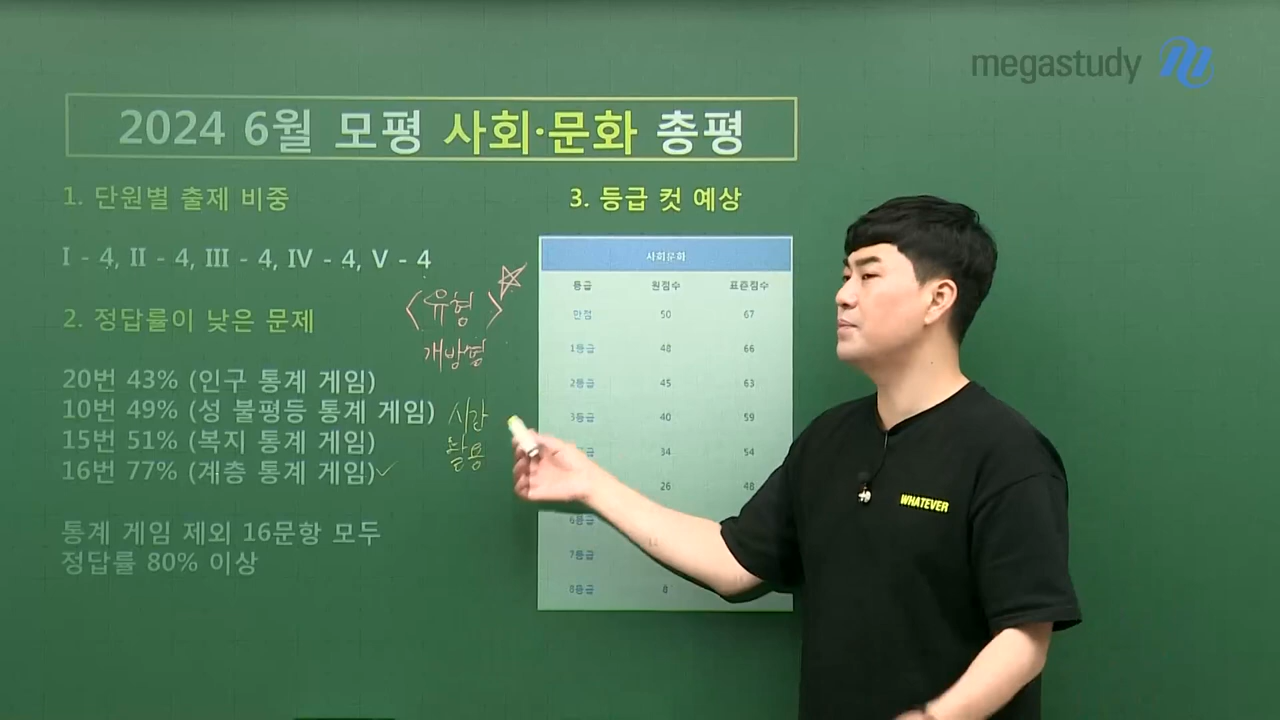 megastudy
2024 6월 모평 사회·문화 총평
1. 단원별 출제 비중
I - 4, II - 4, III - 4, IV - 4, V - 4
2. 정답률이 낮은 문제
20번 43% (인구 통계 게임)
10번 49% (성 불평등 통계 게임)
15번 51% (복지 통계 게임)
16번 77% (계층 통계 게임)
통계 게임 제외 16문항 모두
정답률 80% 이상
<유형>
개방형
시간
활용
3. 등급 컷 예상
사회문화
등급 원점수 표준점수
만점 50 67
1등급 48 66
2등급 45 63
3등급 40 59
34 54
26 48
6등급
7등급
8등급 8
WHATEVER